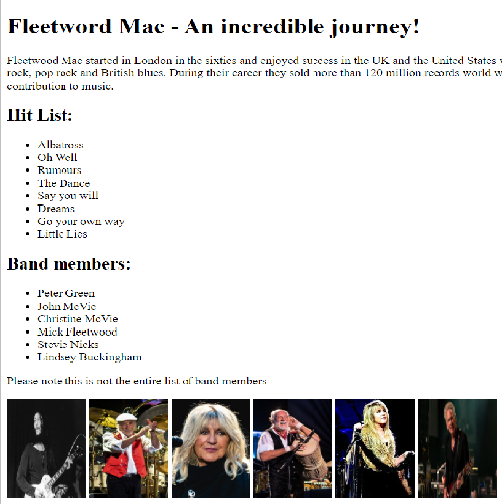 Fleetword Mac - An incredible journey!
Fleetwood Mac started in London in the sixties and enjoyed success in the UK and the United States
rock, pop rock and British blues. During their career they sold more than 120 million records world
contribution to music.
Hit List:
Albatross
Oh Well
Rumours
The Dance
Say you will
Dreams
Go your own way
Little Lies
Band members:
Peter Green
John McVie
Christine McVie
Mick Fleetwood
Stevie Nicks
Lindsey Buckingham
Please note this is not the entire list of band members